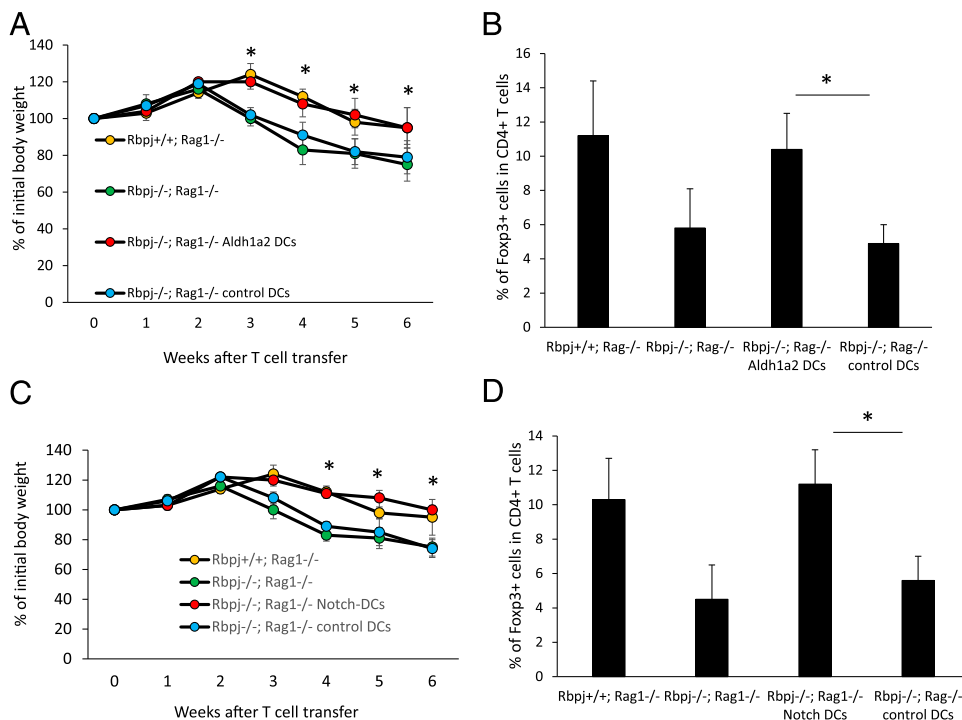 A
140
120
100
80
60
40
20
0
% of initial body weight
*
*
*
*
Rbpj+/+; Rag1-/-
Rbpj-/-; Rag1-/-
Rbpj-/-; Rag1-/- Aldh1a2 DCs
Rbpj-/-; Rag1-/- control DCs
0 1 2 3 4 5 6
Weeks after T cell transfer
B
16
14
12
10
8
6
4
2
0
% of Foxp3+ cells in CD4+ T cells
*
Rbpj+/+; Rag-/-
Rbpj-/-; Rag-/-
Rbpj-/-; Rag-/-
Aldh1a2 DCs
Rbpj-/-; Rag-/-
control DCs
C
140
120
100
80
60
40
20
0
% of initial body weight
*
*
*
Rbpj+/+; Rag1-/-
Rbpj-/-; Rag1-/-
Rbpj-/-; Rag1-/- Notch-DCs
Rbpj-/-; Rag1-/- control DCs
0 1 2 3 4 5 6
Weeks after T cell transfer
D
14
12
10
8
6
4
2
0
% of Foxp3+ cells in CD4+ T cells
*
Rbpj+/+; Rag1-/-
Rbpj-/-; Rag1-/-
Rbpj-/-; Rag1-/-
Notch DCs
Rbpj-/-; Rag-/-
control DCs